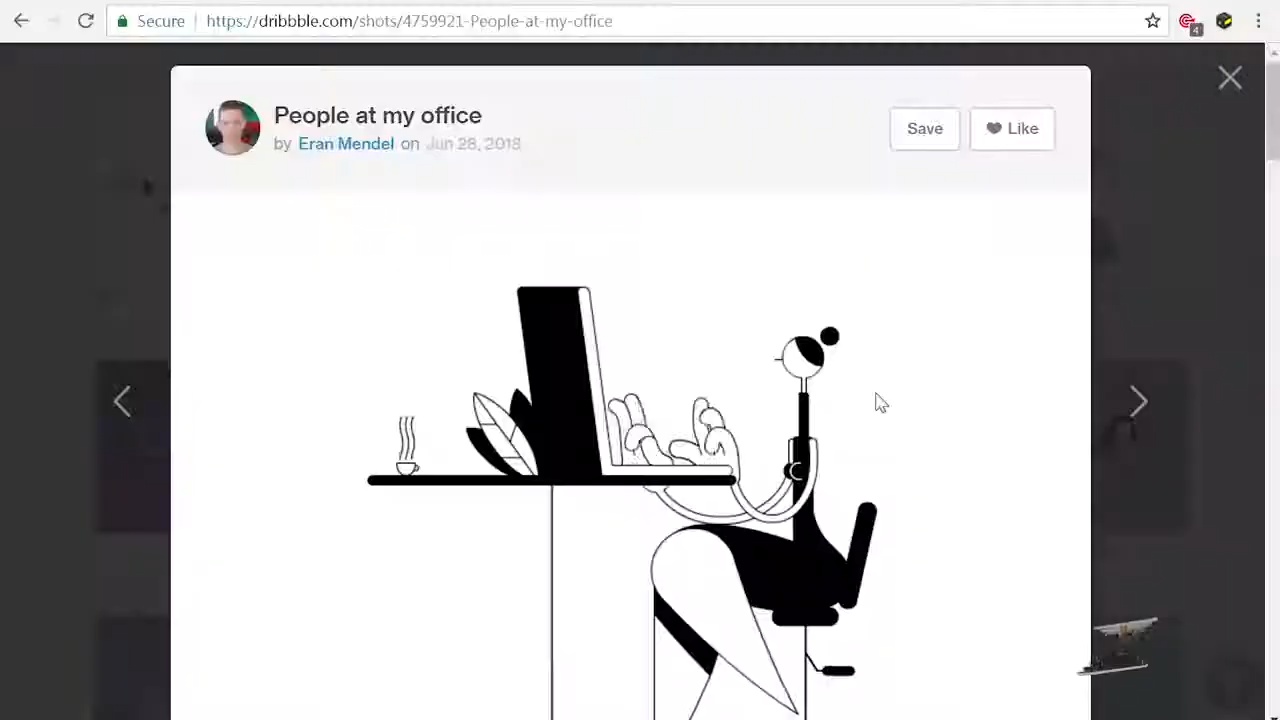 Secure https://dribbble.com/shots/4759921-People-at-my-office
4
People at my office
by Eran Mendel on Jun 28, 2018
Save
Like